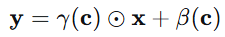 y = γ(c) ⊙ x + β(c)